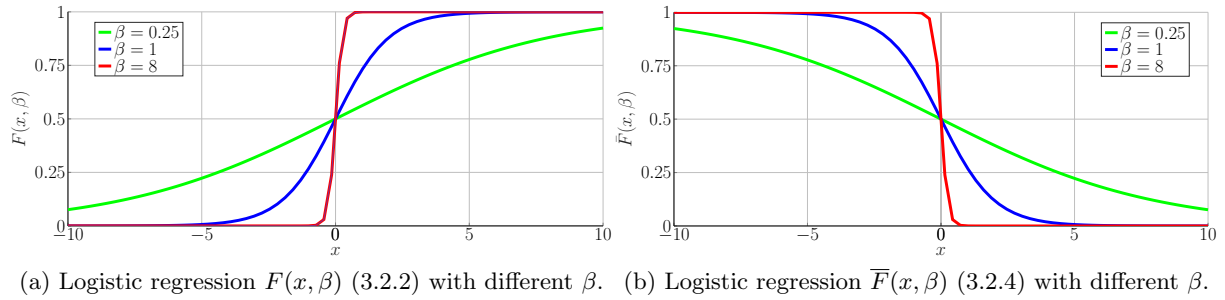 1
0.75
0.5
0.25
0
F(x, β)
β = 0.25
β = 1
β = 8
−10
−5
0
5
10
x
1
0.75
0.5
0.25
0
F̄(x, β)
β = 0.25
β = 1
β = 8
−10
−5
0
5
10
x
(a) Logistic regression F(x, β) (3.2.2) with different β.
(b) Logistic regression F̅(x, β) (3.2.4) with different β.